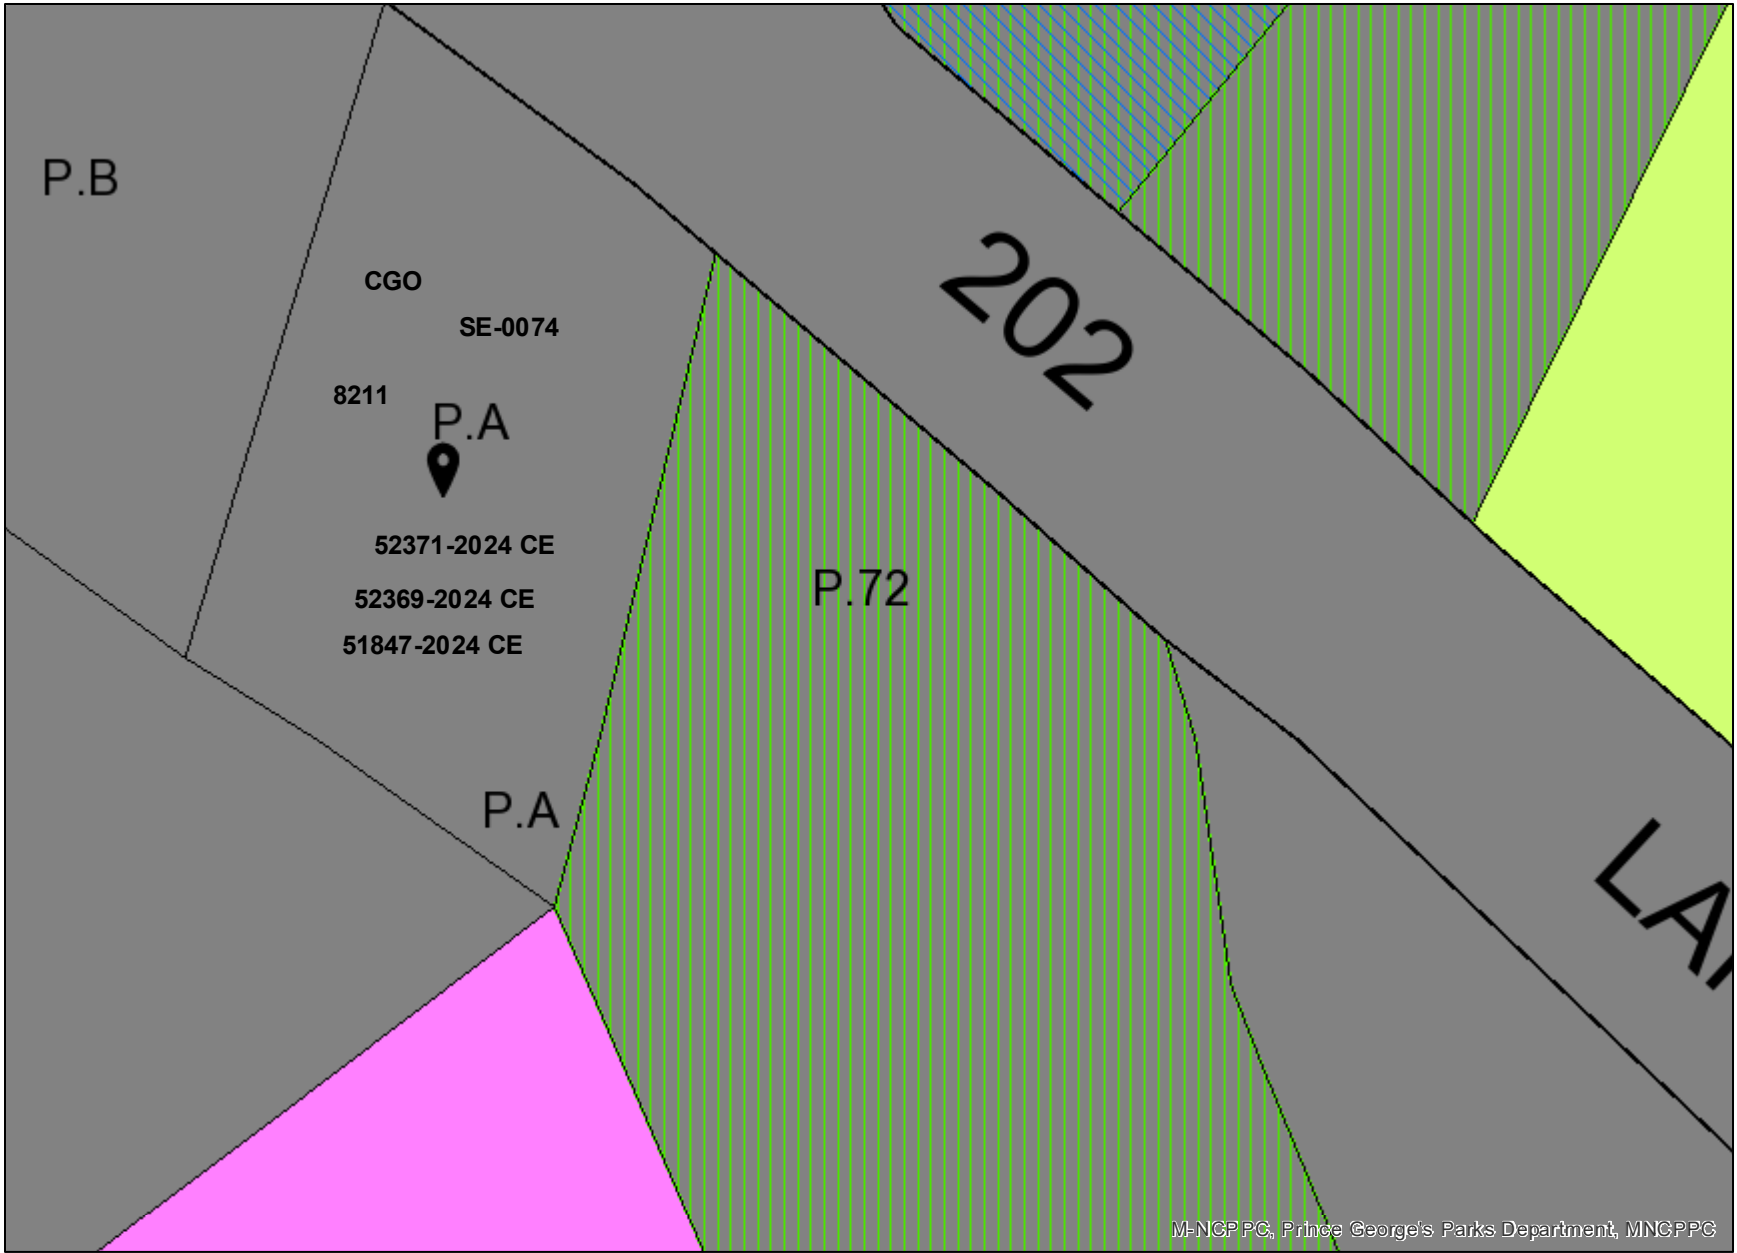 P.B
202
CGO
SE-0074
8211
P.A
52371-2024 CE
52369-2024 CE
51847-2024 CE
P.72
P.A
M-NCPPC, Prince George's Parks Department, MNCPPC